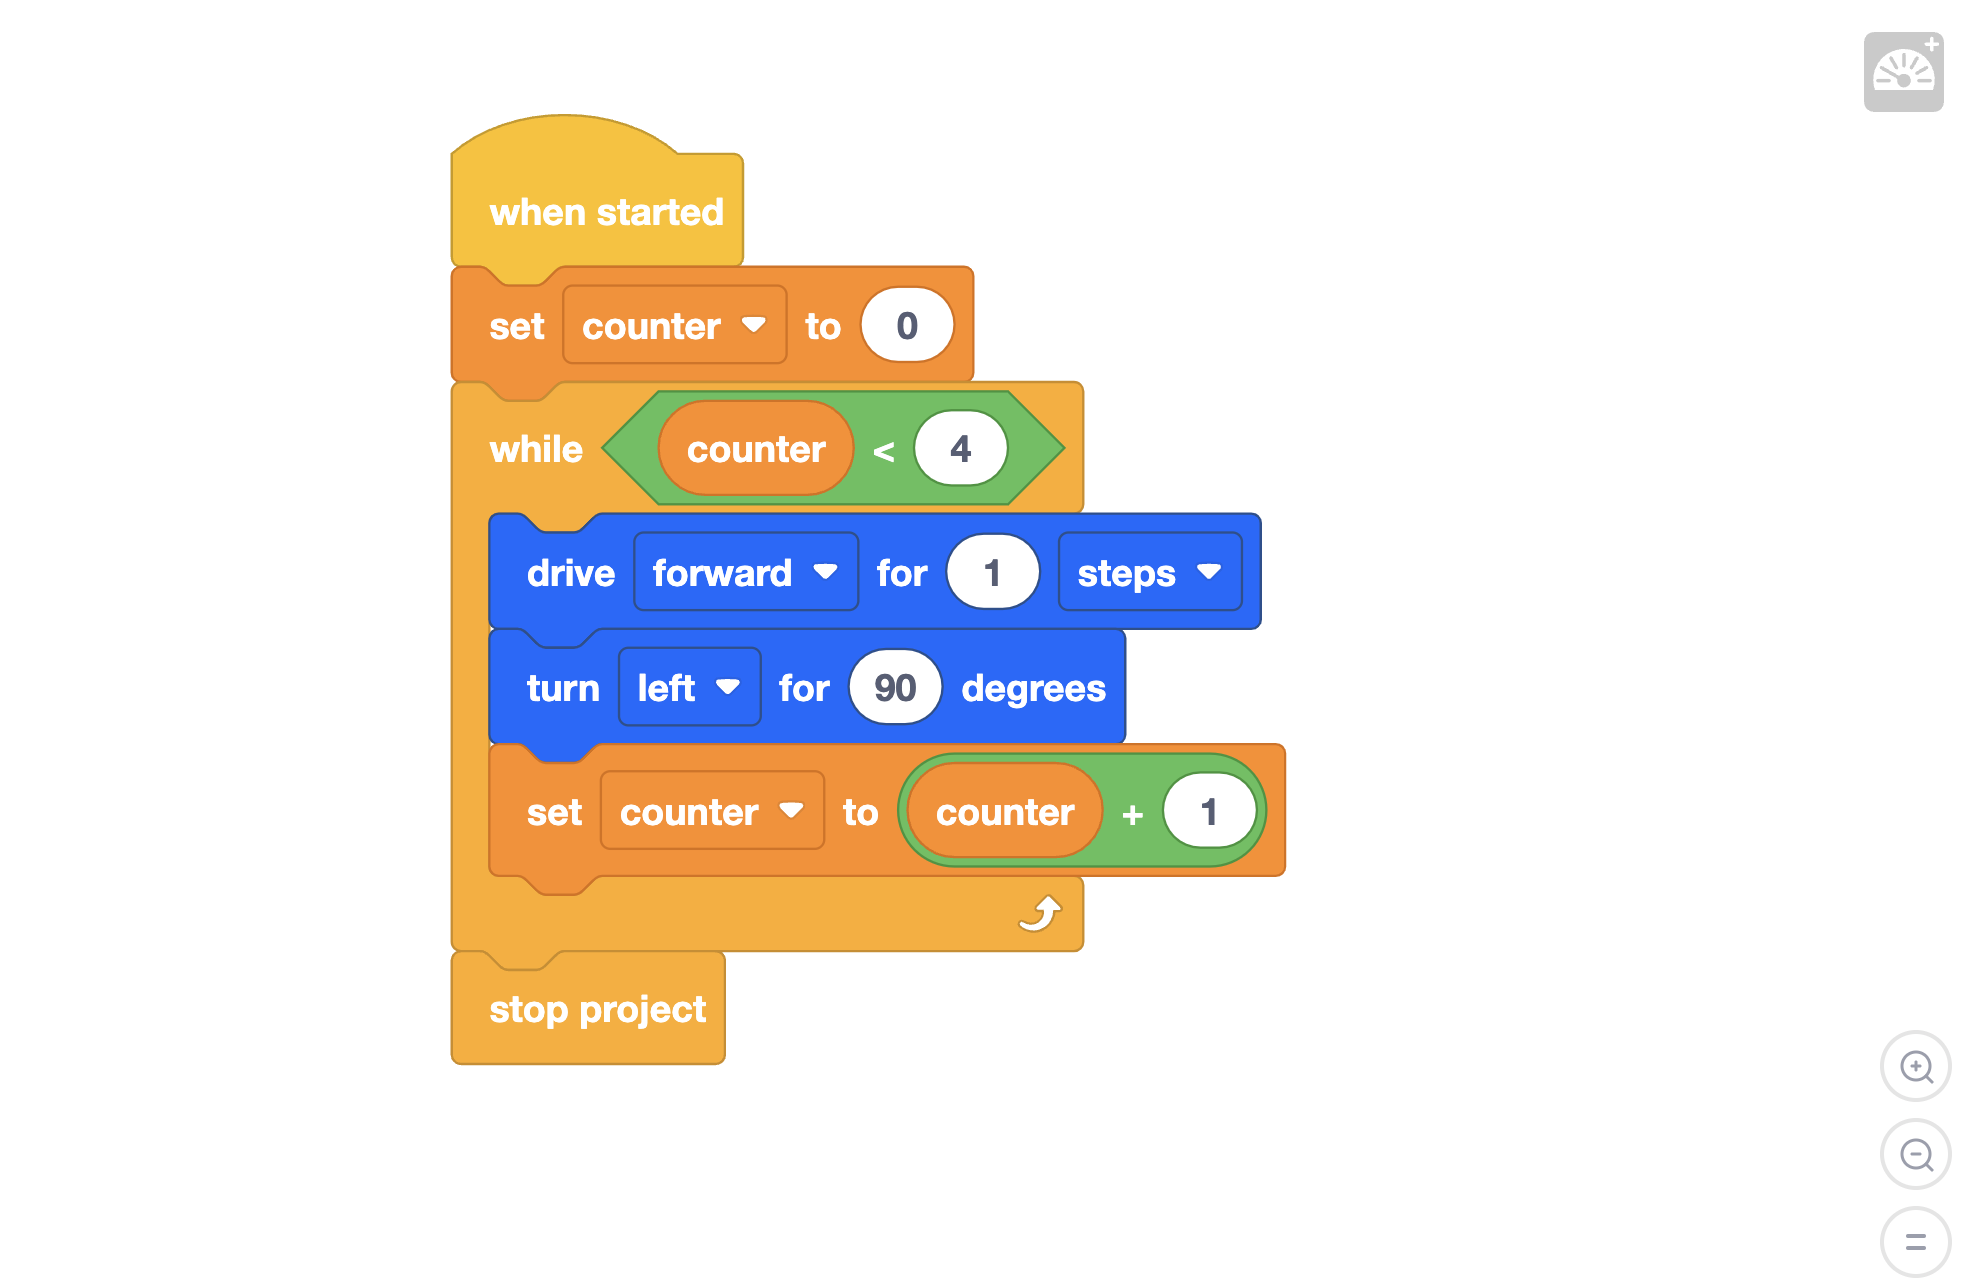 when started
set counter to 0
while counter < 4
drive forward for 1 steps
turn left for 90 degrees
set counter to counter + 1
stop project